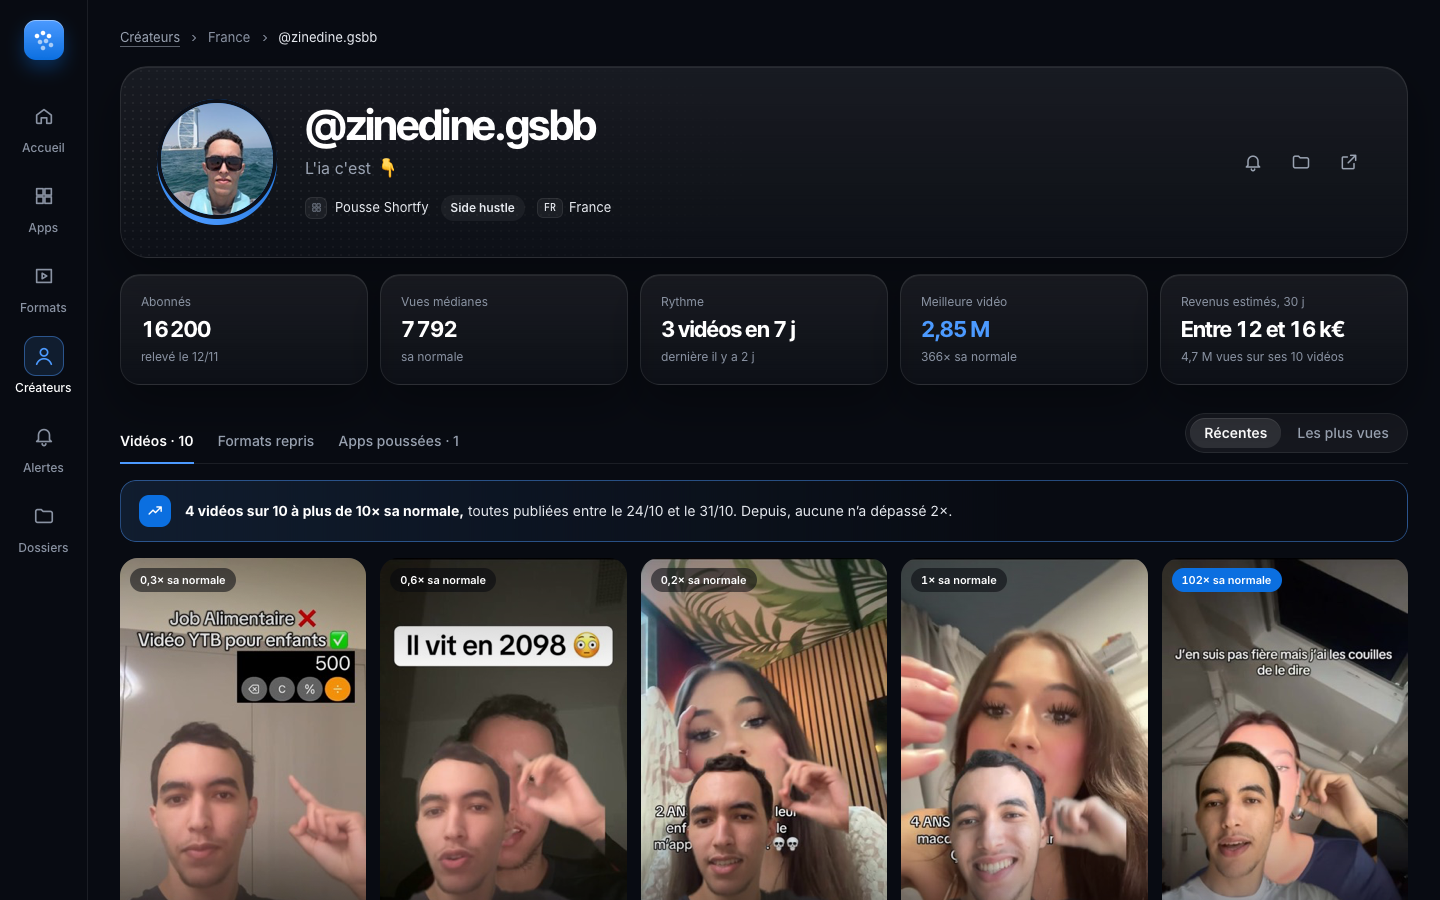 Créateurs › France › @zinedine.gsbb
Accueil
Apps
Formats
Créateurs
Alertes
Dossiers
@zinedine.gsbb
L'ia c'est 👇
Pousse Shortfy Side hustle FR France
Abonnés
16 200
relevé le 12/11
Vues médianes
7 792
sa normale
Rythme
3 vidéos en 7 j
dernière il y a 2 j
Meilleure vidéo
2,85 M
366× sa normale
Revenus estimés, 30 j
Entre 12 et 16 k€
4,7 M vues sur ses 10 vidéos
Vidéos · 10 Formats repris Apps poussées · 1
Récentes Les plus vues
4 vidéos sur 10 à plus de 10× sa normale, toutes publiées entre le 24/10 et le 31/10. Depuis, aucune n’a dépassé 2×.
0,3× sa normale
Job Alimentaire ❌
Vidéo YTB pour enfants ✅
500
C % ÷
0,6× sa normale
Il vit en 2098 😳
0,2× sa normale
2 AN leur
enf le
m'app . 💀💀
1× sa normale
4 ANS
macc
102× sa normale
J'en suis pas fière mais j'ai les couilles
de le dire